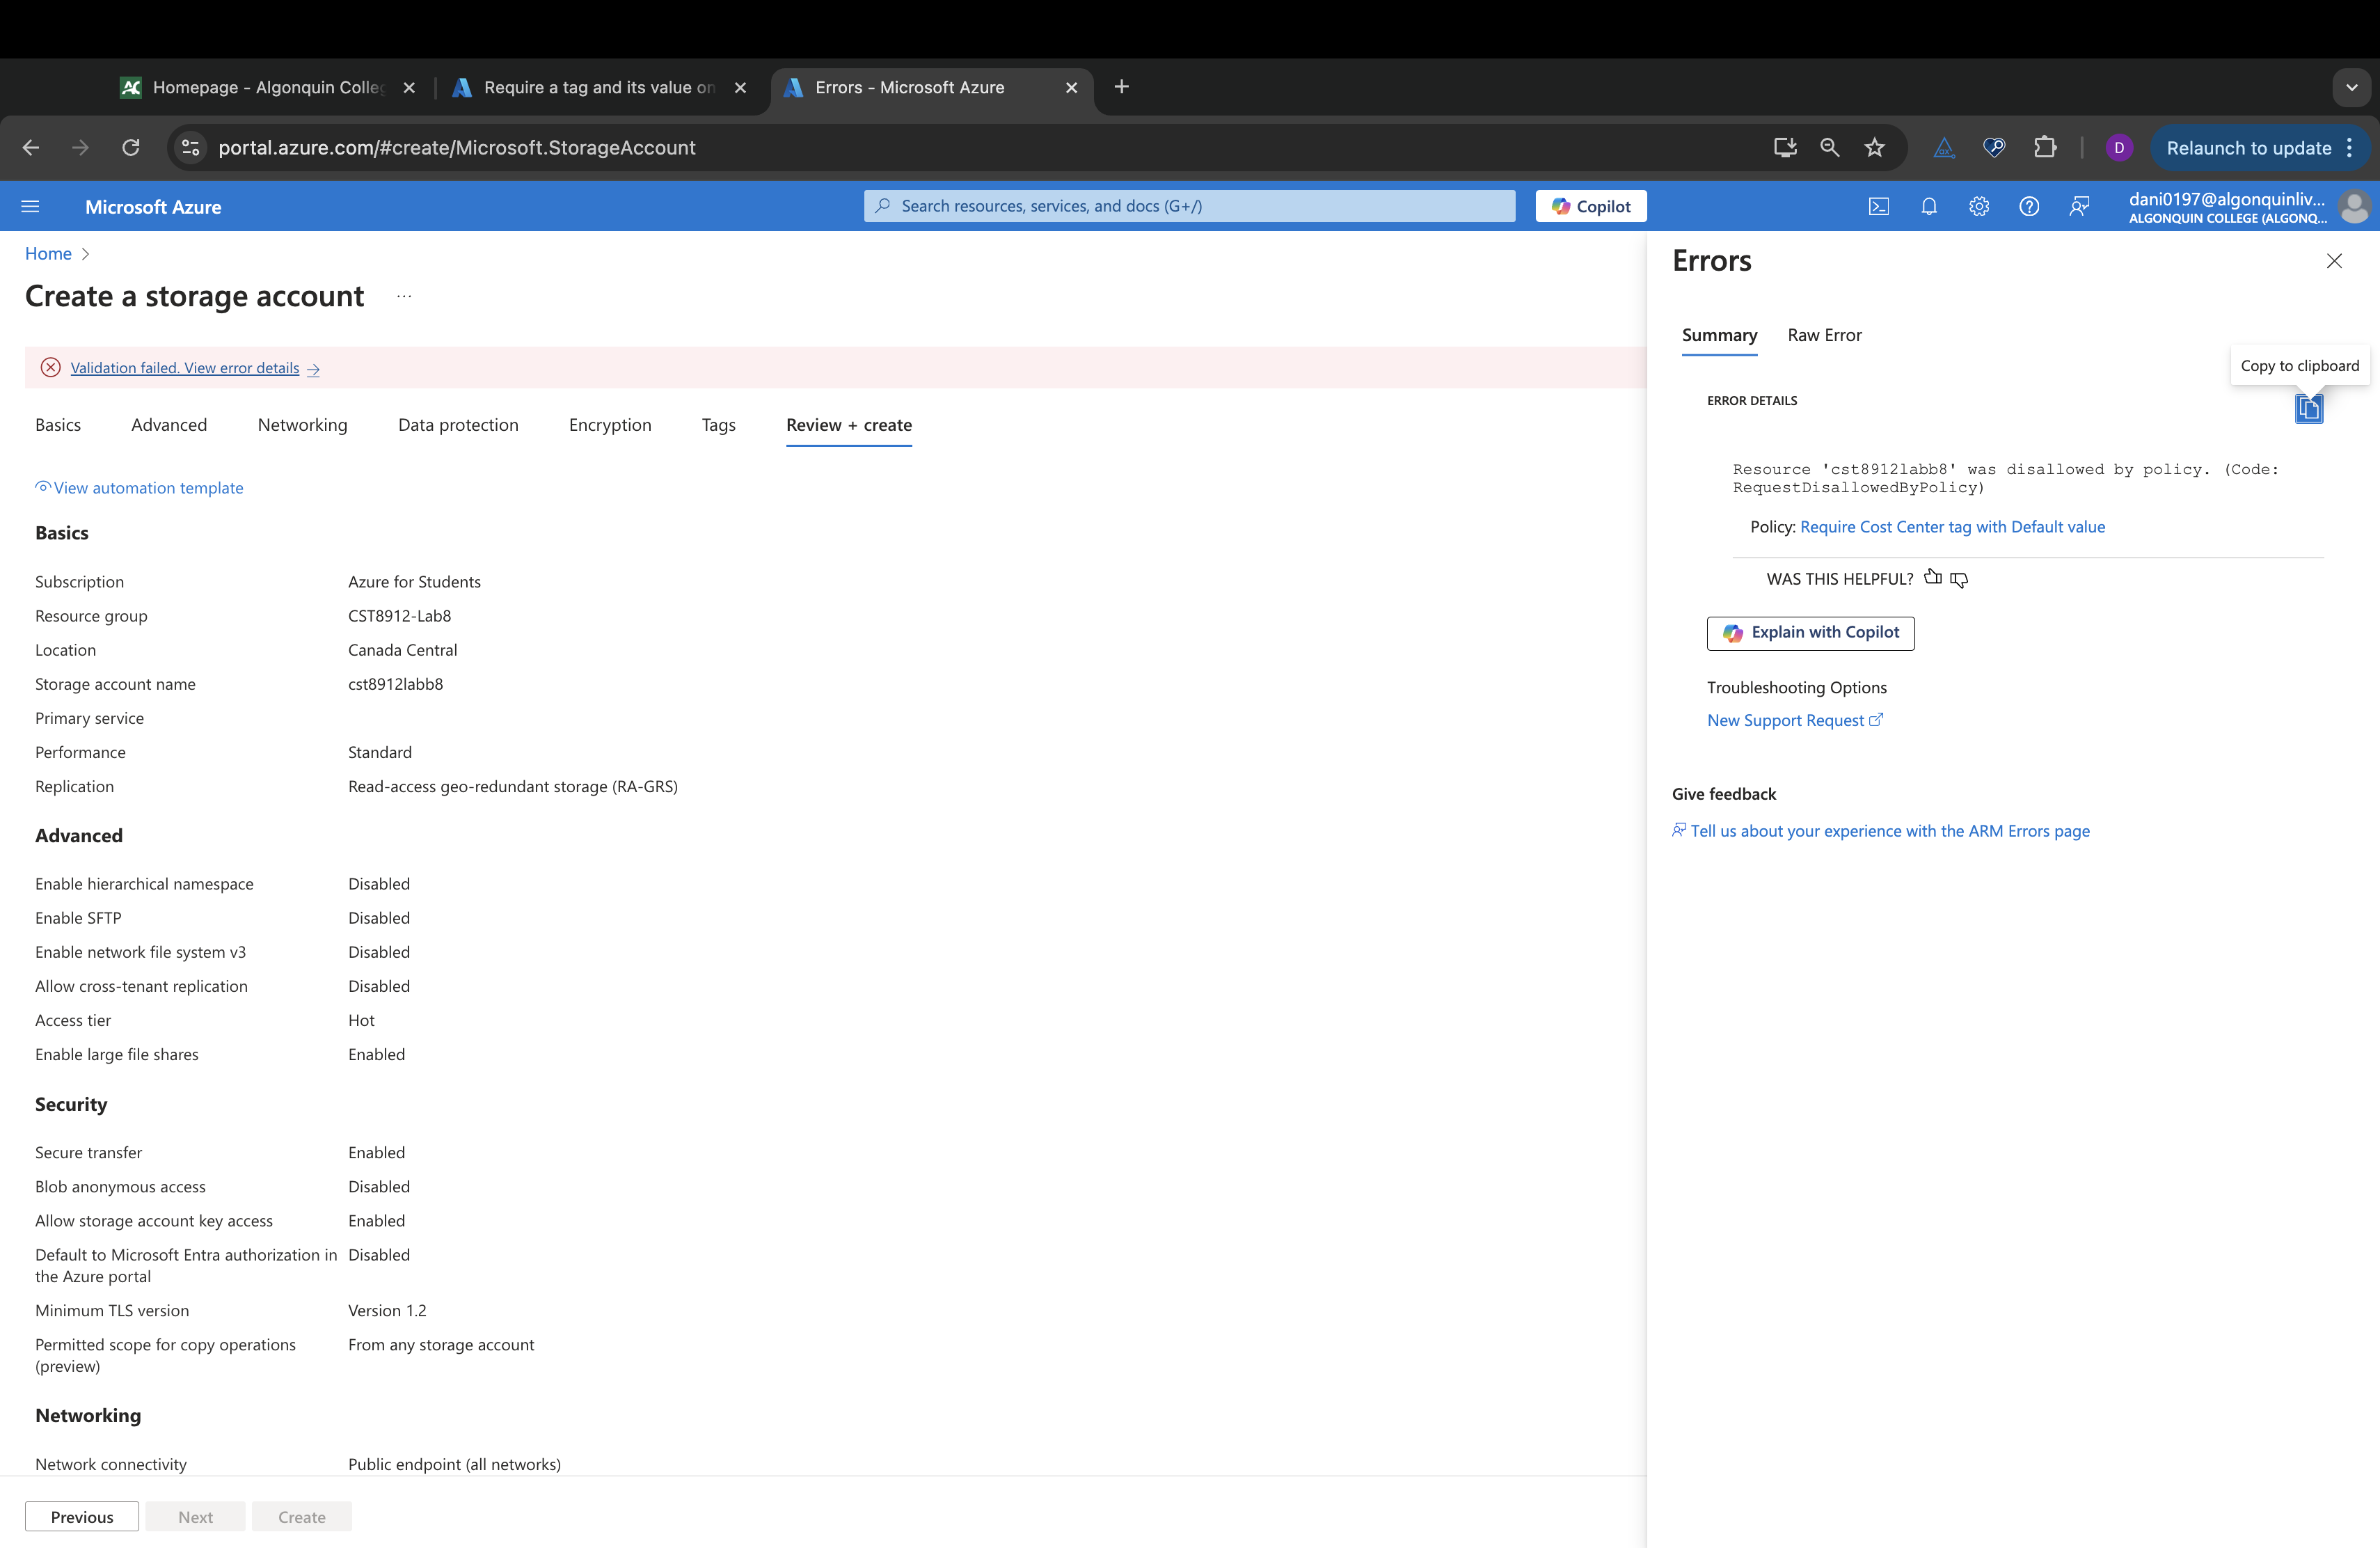 Homepage - Algonquin Colleg
Require a tag and its value on
Errors - Microsoft Azure
portal.azure.com/#create/Microsoft.StorageAccount
D
Relaunch to update
Microsoft Azure
Search resources, services, and docs (G+/)
Copilot
dani0197@algonquinliv...
ALGONQUIN COLLEGE (ALGONQ...
Home
Create a storage account ...
Validation failed. View error details →
Basics Advanced Networking Data protection Encryption Tags Review + create
View automation template
Basics
Subscription Azure for Students
Resource group CST8912-Lab8
Location Canada Central
Storage account name cst8912labb8
Primary service
Performance Standard
Replication Read-access geo-redundant storage (RA-GRS)
Advanced
Enable hierarchical namespace Disabled
Enable SFTP Disabled
Enable network file system v3 Disabled
Allow cross-tenant replication Disabled
Access tier Hot
Enable large file shares Enabled
Security
Secure transfer Enabled
Blob anonymous access Disabled
Allow storage account key access Enabled
Default to Microsoft Entra authorization in Disabled
the Azure portal
Minimum TLS version Version 1.2
Permitted scope for copy operations From any storage account
(preview)
Networking
Network connectivity Public endpoint (all networks)
Previous Next Create
Errors
Summary Raw Error
Copy to clipboard
ERROR DETAILS
Resource 'cst8912labb8' was disallowed by policy. (Code:
RequestDisallowedByPolicy)
Policy: Require Cost Center tag with Default value
WAS THIS HELPFUL?
Explain with Copilot
Troubleshooting Options
New Support Request
Give feedback
Tell us about your experience with the ARM Errors page